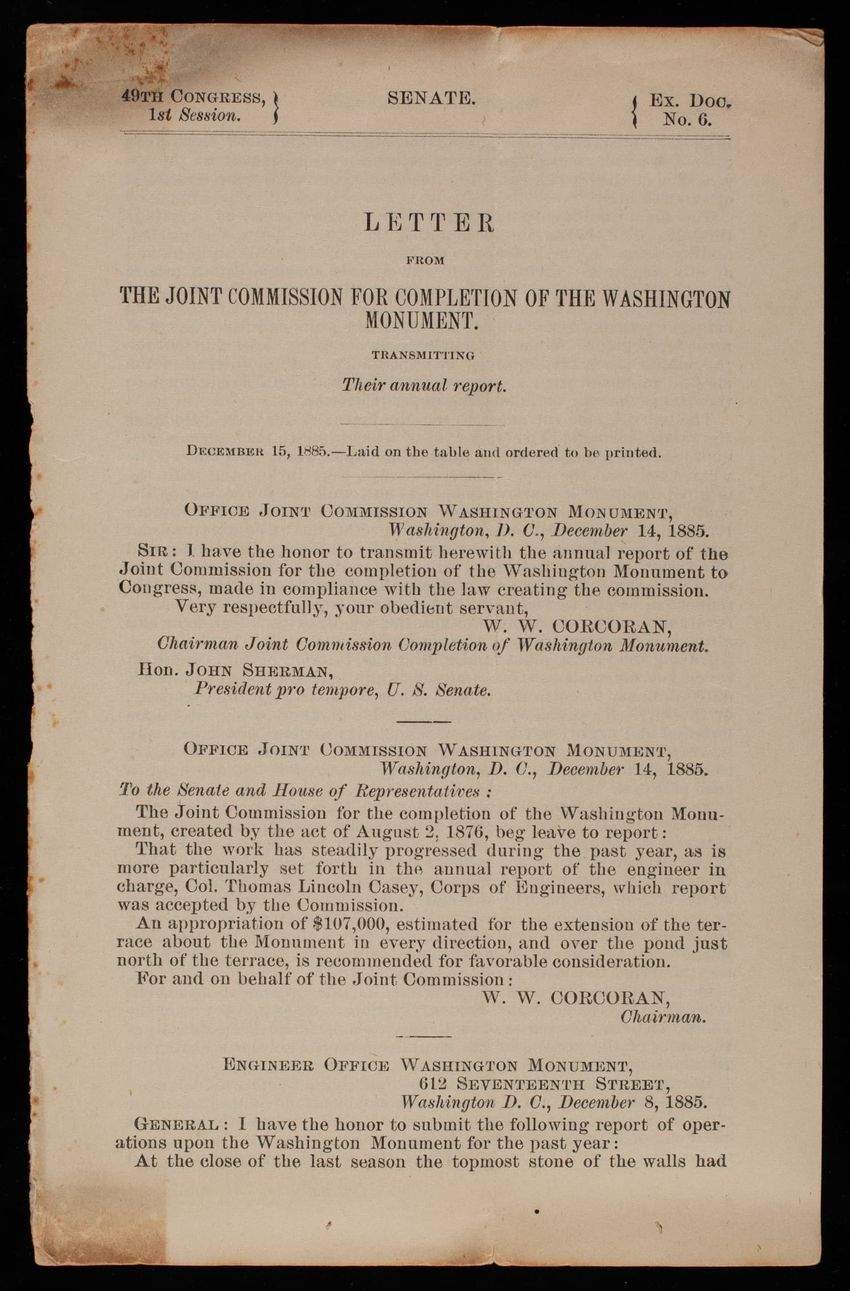 49TH CONGRESS, } SENATE. { Ex. Doc.
1st Session. } { No. 6.
LETTER
FROM
THE JOINT COMMISSION FOR COMPLETION OF THE WASHINGTON
MONUMENT.
TRANSMITTING
Their annual report.
DECEMBER 15, 1885.—Laid on the table and ordered to be printed.
OFFICE JOINT COMMISSION WASHINGTON MONUMENT,
Washington, D. C., December 14, 1885.
SIR: I have the honor to transmit herewith the annual report of the
Joint Commission for the completion of the Washington Monument to
Congress, made in compliance with the law creating the commission.
Very respectfully, your obedient servant,
W. W. CORCORAN,
Chairman Joint Commission Completion of Washington Monument.
Hon. JOHN SHERMAN,
President pro tempore, U. S. Senate.
OFFICE JOINT COMMISSION WASHINGTON MONUMENT,
Washington, D. C., December 14, 1885.
To the Senate and House of Representatives :
The Joint Commission for the completion of the Washington Monu-
ment, created by the act of August 2, 1876, beg leave to report:
That the work has steadily progressed during the past year, as is
more particularly set forth in the annual report of the engineer in
charge, Col. Thomas Lincoln Casey, Corps of Engineers, which report
was accepted by the Commission.
An appropriation of $107,000, estimated for the extension of the ter-
race about the Monument in every direction, and over the pond just
north of the terrace, is recommended for favorable consideration.
For and on behalf of the Joint Commission:
W. W. CORCORAN,
Chairman.
ENGINEER OFFICE WASHINGTON MONUMENT,
612 SEVENTEENTH STREET,
Washington D. C., December 8, 1885.
GENERAL: I have the honor to submit the following report of oper-
ations upon the Washington Monument for the past year:
At the close of the last season the topmost stone of the walls had